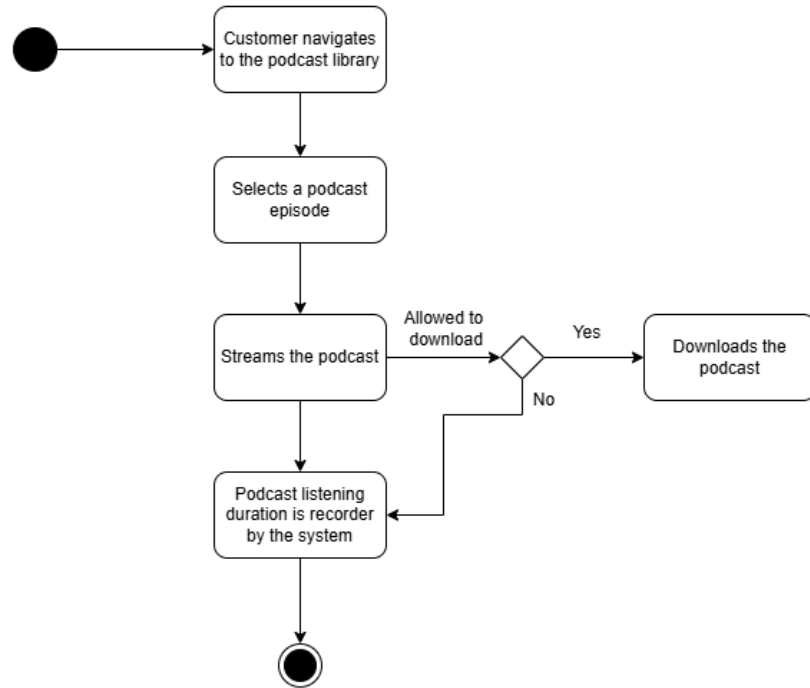 Customer navigates
to the podcast library
Selects a podcast
episode
Streams the podcast
Allowed to
download
Yes
Downloads the
podcast
No
Podcast listening
duration is recorder
by the system